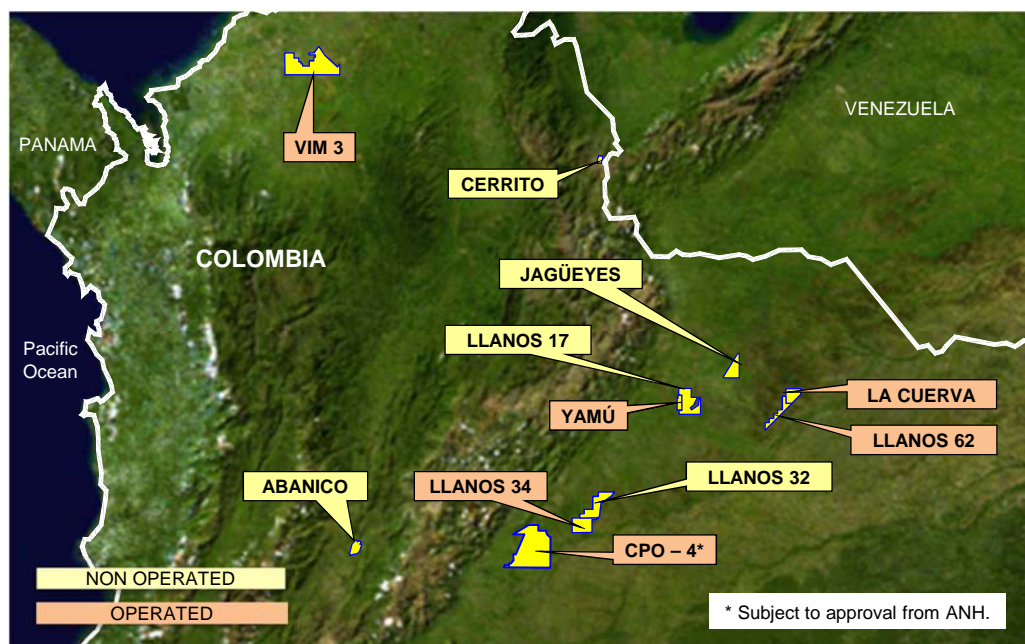 VENEZUELA
PANAMA
VIM 3
CERRITO
COLOMBIA
JAGÜEYES
LLANOS 17
Pacific
Ocean
LA CUERVA
YAMÚ
LLANOS 62
ABANICO
LLANOS 34
LLANOS 32
CPO – 4*
NON OPERATED
OPERATED
* Subject to approval from ANH.